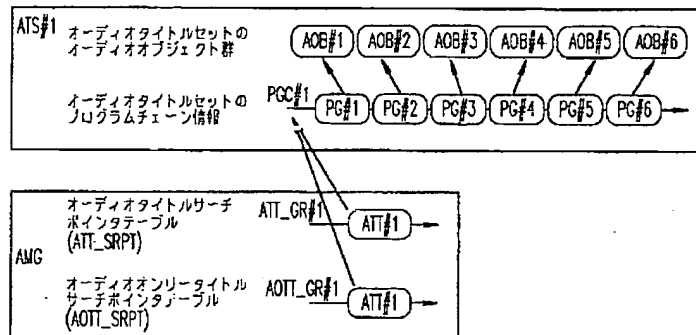 ATS#1
オーディオタイトルセットの
オーディオオブジェクト群
AOB#1 AOB#2 AOB#3 AOB#4 AOB#5 AOB#6
オーディオタイトルセットの
プログラムチェーン情報
PGC#1
PG#1 PG#2 PG#3 PG#4 PG#5 PG#6
AMG
オーディオタイトルサーチ
ポインタテーブル
(ATT_SRPT)
ATT_GR#1
ATT#1
オーディオオンリータイトル
サーチポインタテーブル
(AOTT_SRPT)
AOTT_GR#1
ATT#1